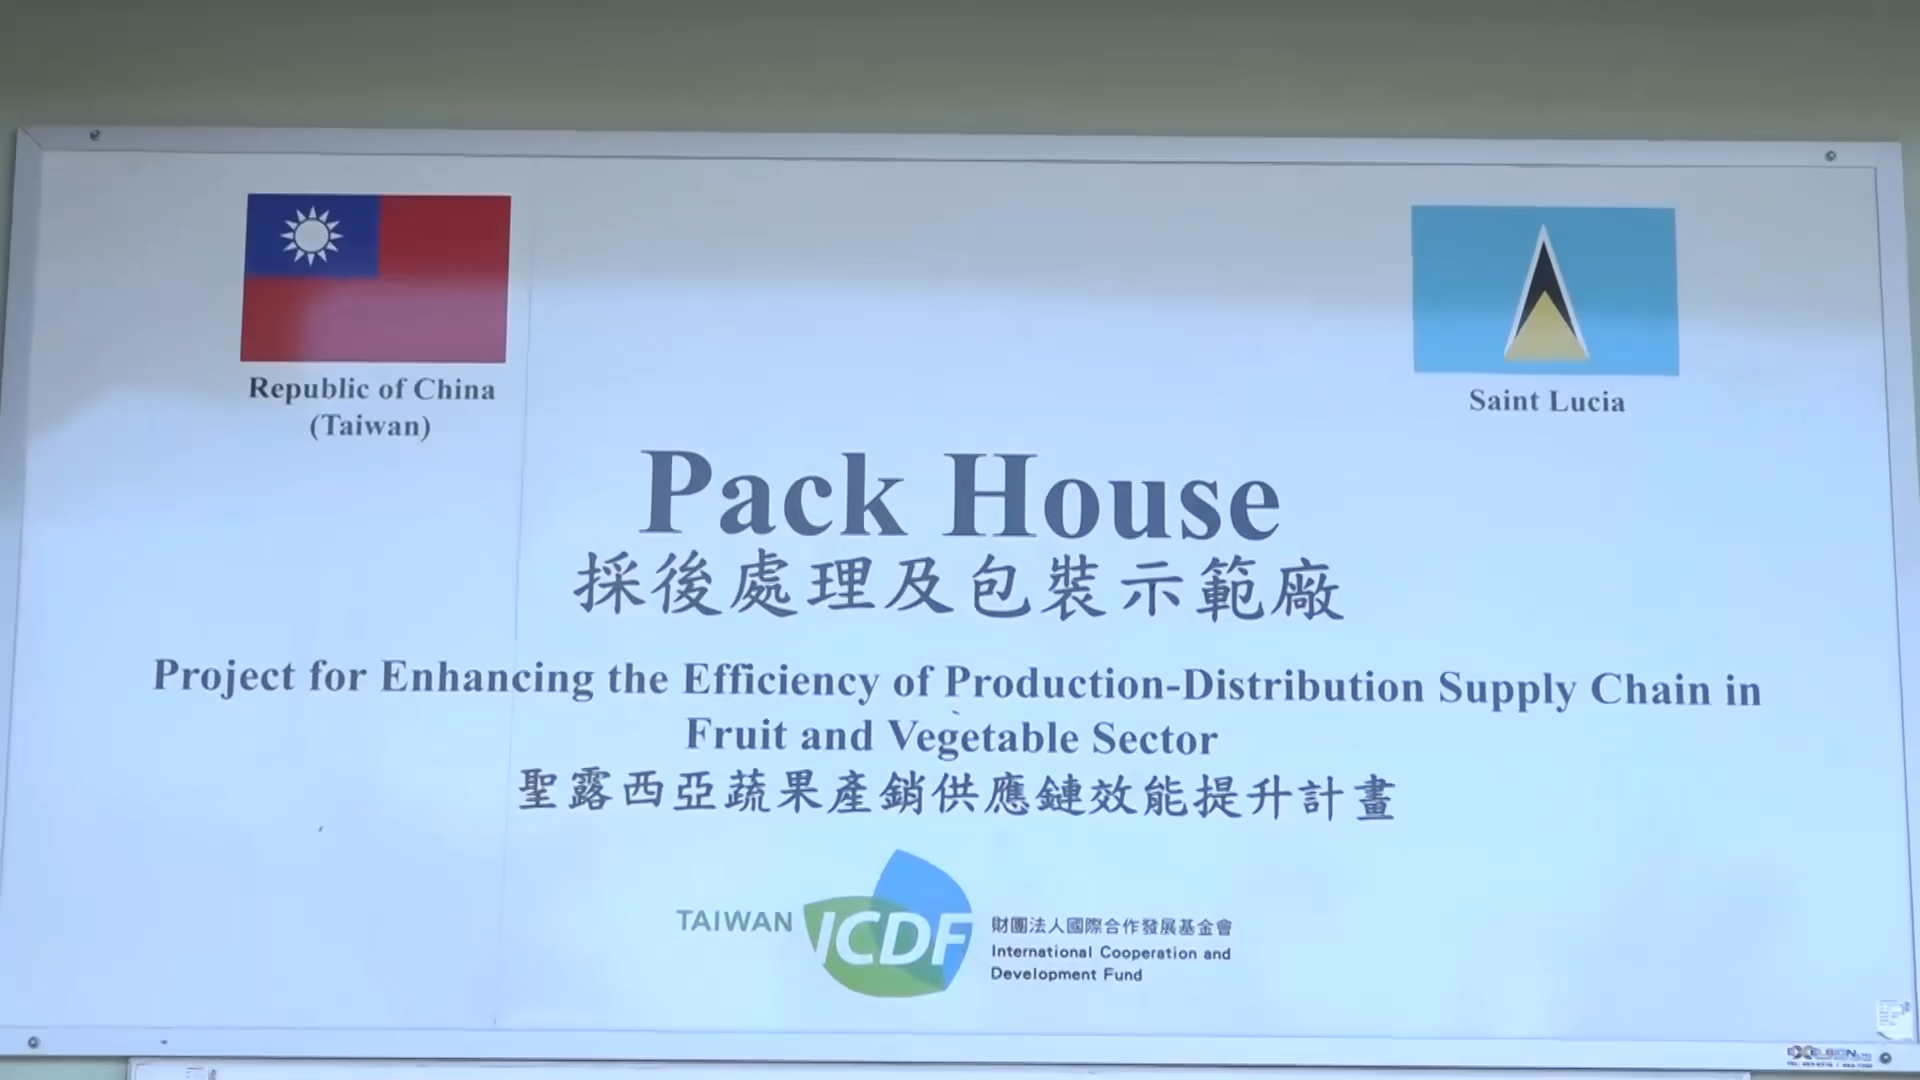 Republic of China
(Taiwan)
Saint Lucia
Pack House
採後處理及包裝示範廠
Project for Enhancing the Efficiency of Production-Distribution Supply Chain in
Fruit and Vegetable Sector
聖露西亞蔬果產銷供應鏈效能提升計畫
TAIWAN ICDF
財團法人國際合作發展基金會
International Cooperation and
Development Fund